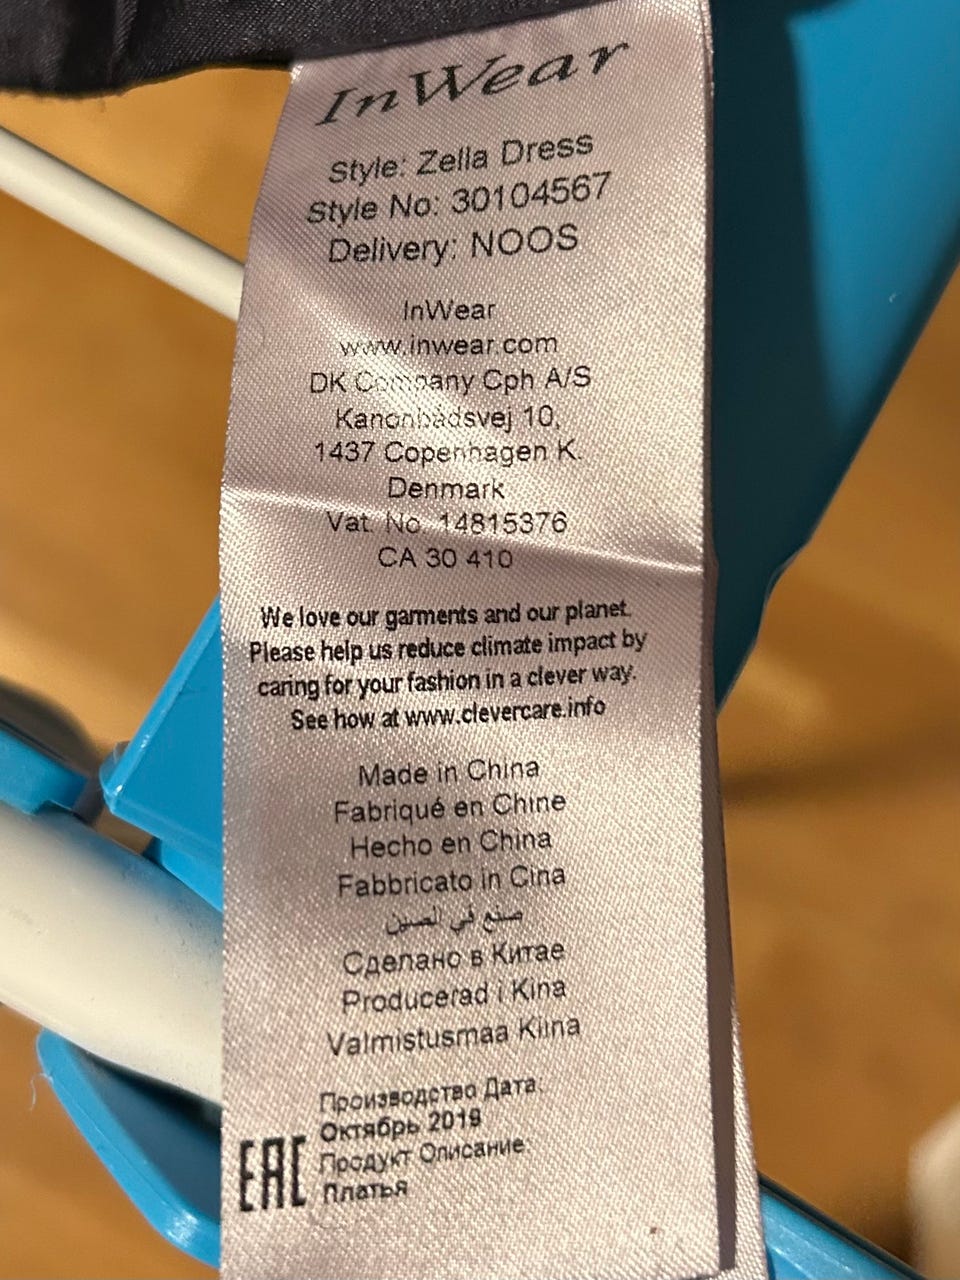 InWear
Style: Zella Dress
Style No: 30104567
Delivery: NOOS
InWear
www.inwear.com
DK Company Cph A/S
Kanonbådsvej 10,
1437 Copenhagen K.
Denmark
Vat. No. 14815376
CA 30 410
We love our garments and our planet.
Please help us reduce climate impact by
caring for your fashion in a clever way.
See how at www.clevercare.info
Made in China
Fabriqué en Chine
Hecho en China
Fabbricato in Cina
صنع في الصين
Сделано в Китае
Producerad i Kina
Valmistusmaa Kiina
Производство Дата:
Октябрь 2019
Продукт Описание:
Платья
EAC